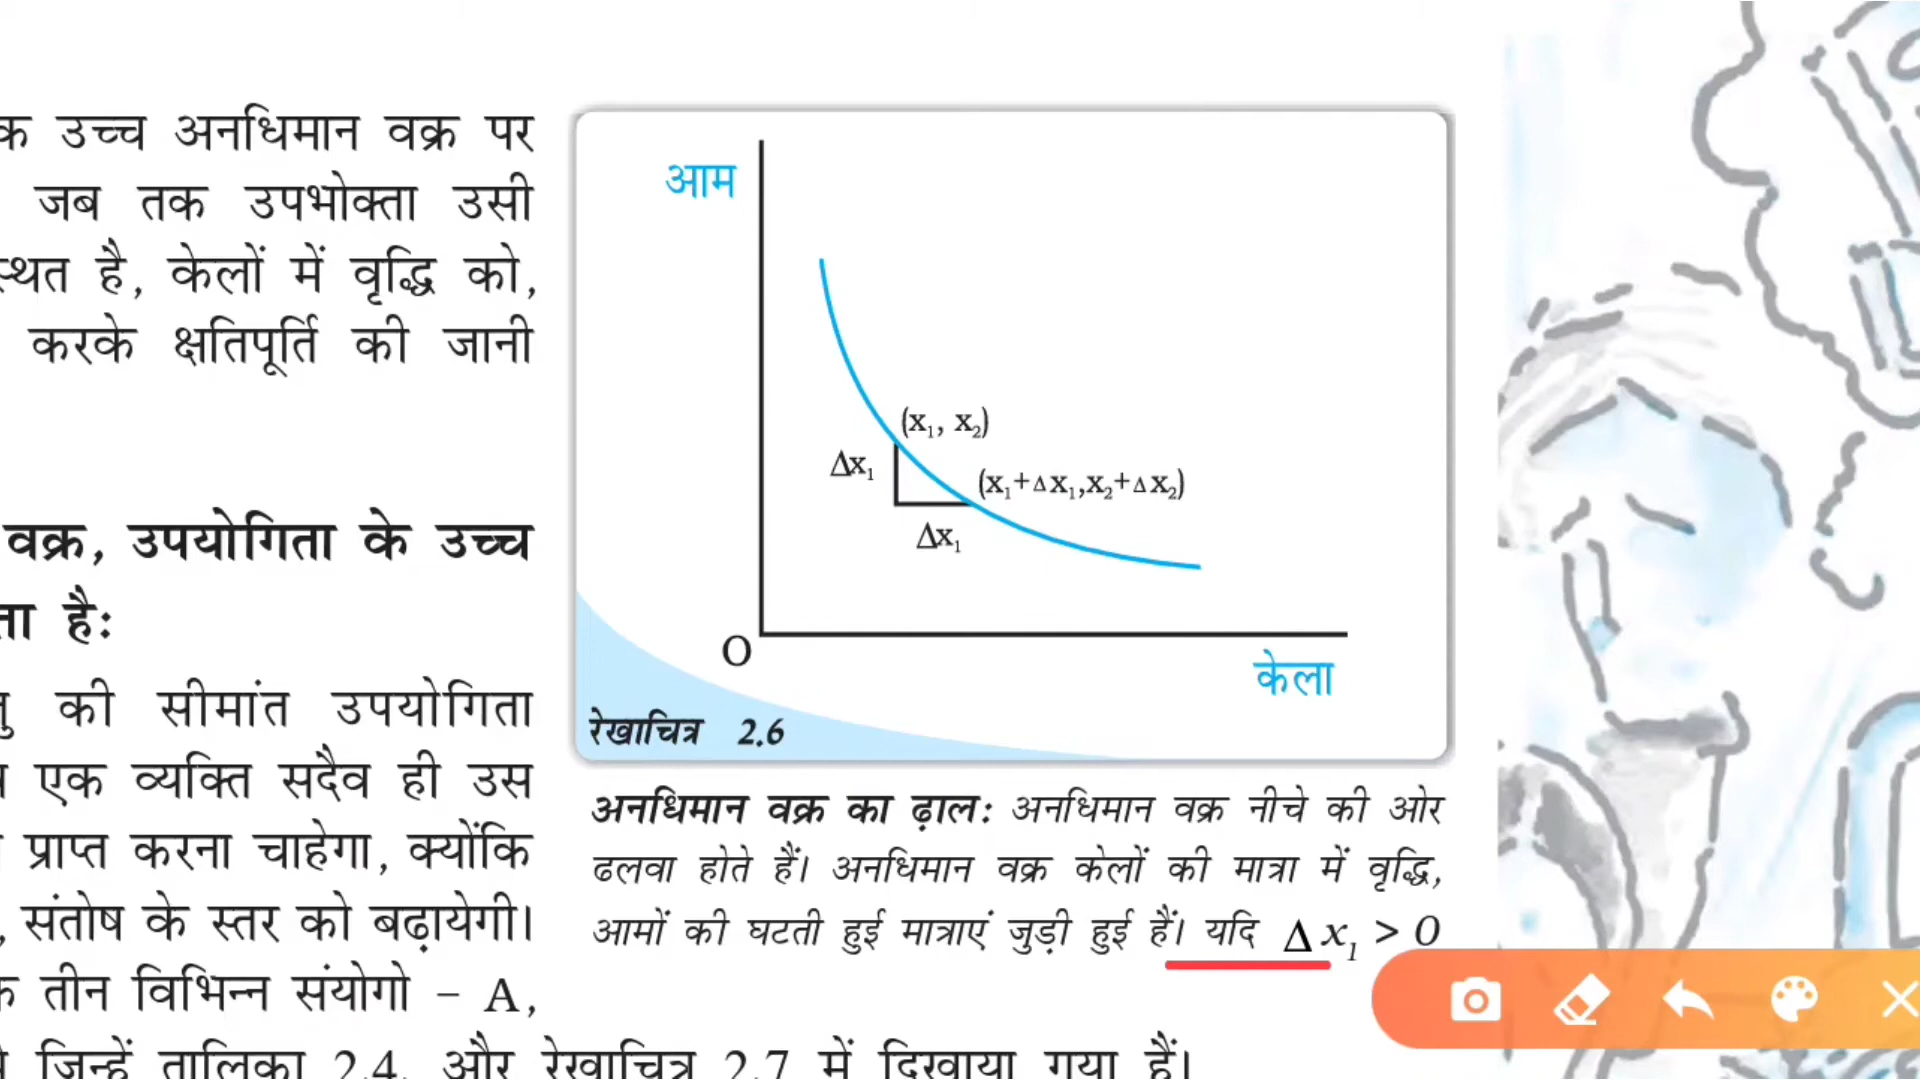 उच्च अनधिमान वक्र पर
जब तक उपभोक्ता उसी
है, केलों में वृद्धि को,
करके क्षतिपूर्ति की जानी
वक्र, उपयोगिता के उच्च
है:
की सीमांत उपयोगिता
एक व्यक्ति सदैव ही उस
प्राप्त करना चाहेगा, क्योंकि
, संतोष के स्तर को बढ़ायेगी।
तीन विभिन्न संयोगो – A,
जिन्हें तालिका 2.4, और रेखाचित्र 2.7 में दिखाया गया हैं।
आम
(x₁, x₂)
Δx₁
(x₁+Δx₁,x₂+Δx₂)
Δx₁
O
केला
रेखाचित्र 2.6
अनधिमान वक्र का ढ़ाल: अनधिमान वक्र नीचे की ओर
ढलवा होते हैं। अनधिमान वक्र केलों की मात्रा में वृद्धि,
आमों की घटती हुई मात्राएं जुड़ी हुई हैं। यदि Δ x₁ > 0